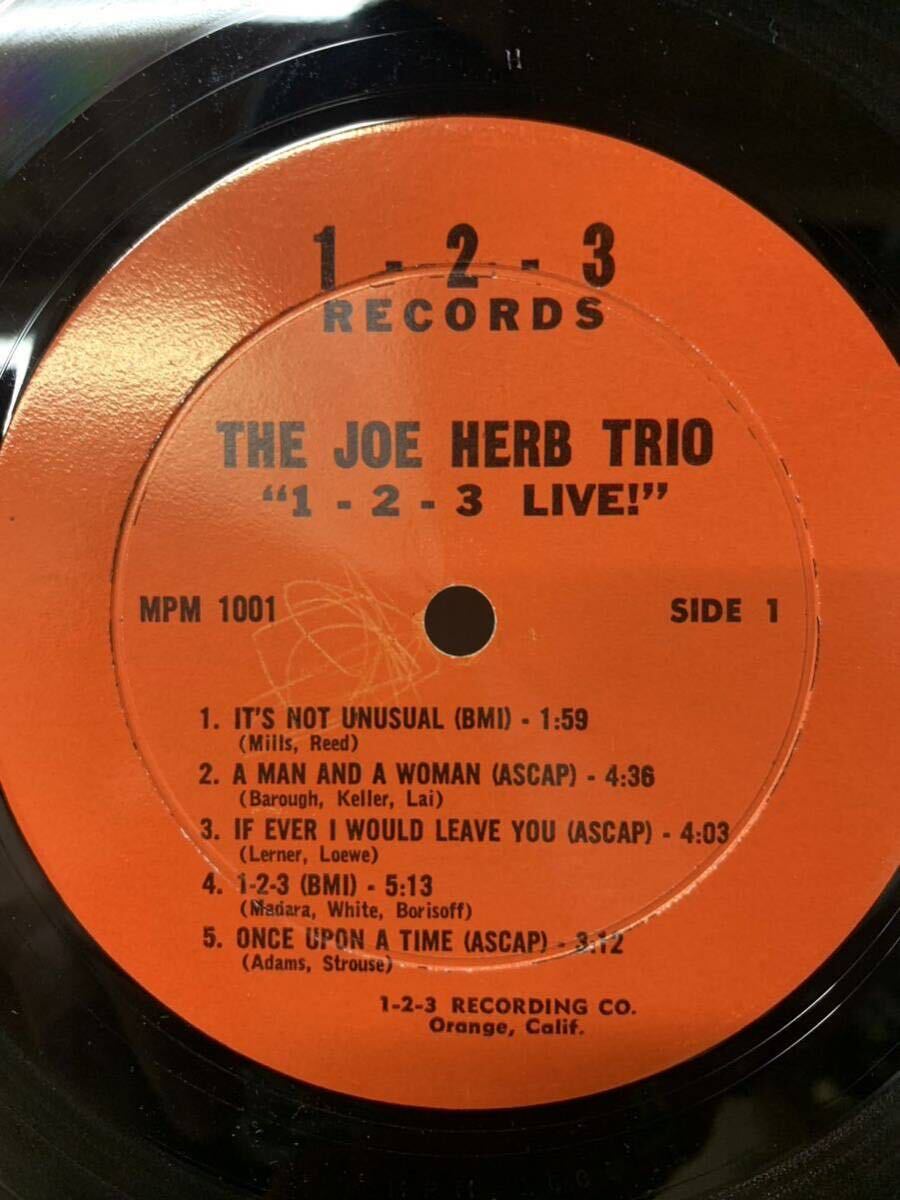 1 - 2 - 3
RECORDS
THE JOE HERB TRIO
“1 - 2 - 3 LIVE!”
MPM 1001
SIDE 1
1. IT'S NOT UNUSUAL (BMI) - 1:59
(Mills, Reed)
2. A MAN AND A WOMAN (ASCAP) - 4:36
(Barough, Keller, Lai)
3. IF EVER I WOULD LEAVE YOU (ASCAP) - 4:03
(Lerner, Loewe)
4. 1-2-3 (BMI) - 5:13
(Madara, White, Borisoff)
5. ONCE UPON A TIME (ASCAP) - 3:12
(Adams, Strouse)
1-2-3 RECORDING CO.
Orange, Calif.